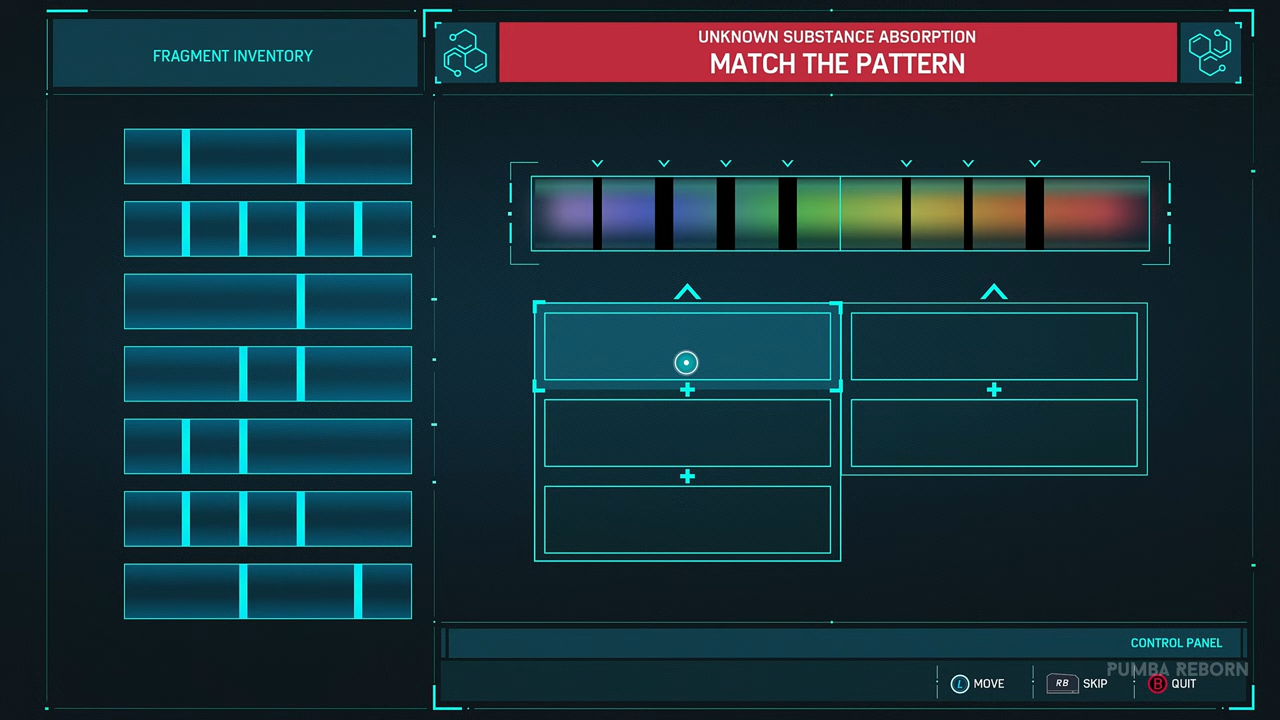 FRAGMENT INVENTORY
UNKNOWN SUBSTANCE ABSORPTION
MATCH THE PATTERN
CONTROL PANEL
PUMBA REBORN
L MOVE
RB SKIP
B QUIT